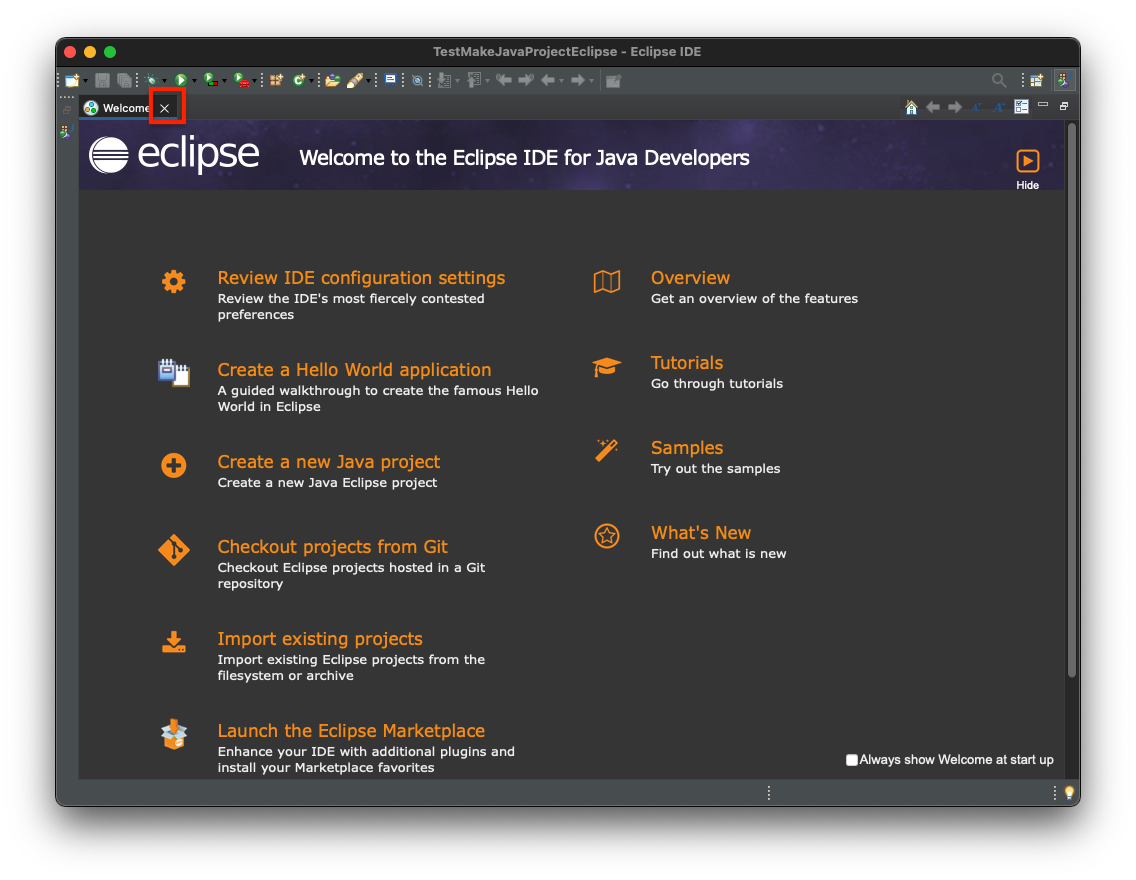 TestMakeJavaProjectEclipse - Eclipse IDE
Welcome
eclipse
Welcome to the Eclipse IDE for Java Developers
Hide
Review IDE configuration settings
Review the IDE's most fiercely contested
preferences
Create a Hello World application
A guided walkthrough to create the famous Hello
World in Eclipse
Create a new Java project
Create a new Java Eclipse project
Checkout projects from Git
Checkout Eclipse projects hosted in a Git
repository
Import existing projects
Import existing Eclipse projects from the
filesystem or archive
Launch the Eclipse Marketplace
Enhance your IDE with additional plugins and
install your Marketplace favorites
Overview
Get an overview of the features
Tutorials
Go through tutorials
Samples
Try out the samples
What's New
Find out what is new
Always show Welcome at start up